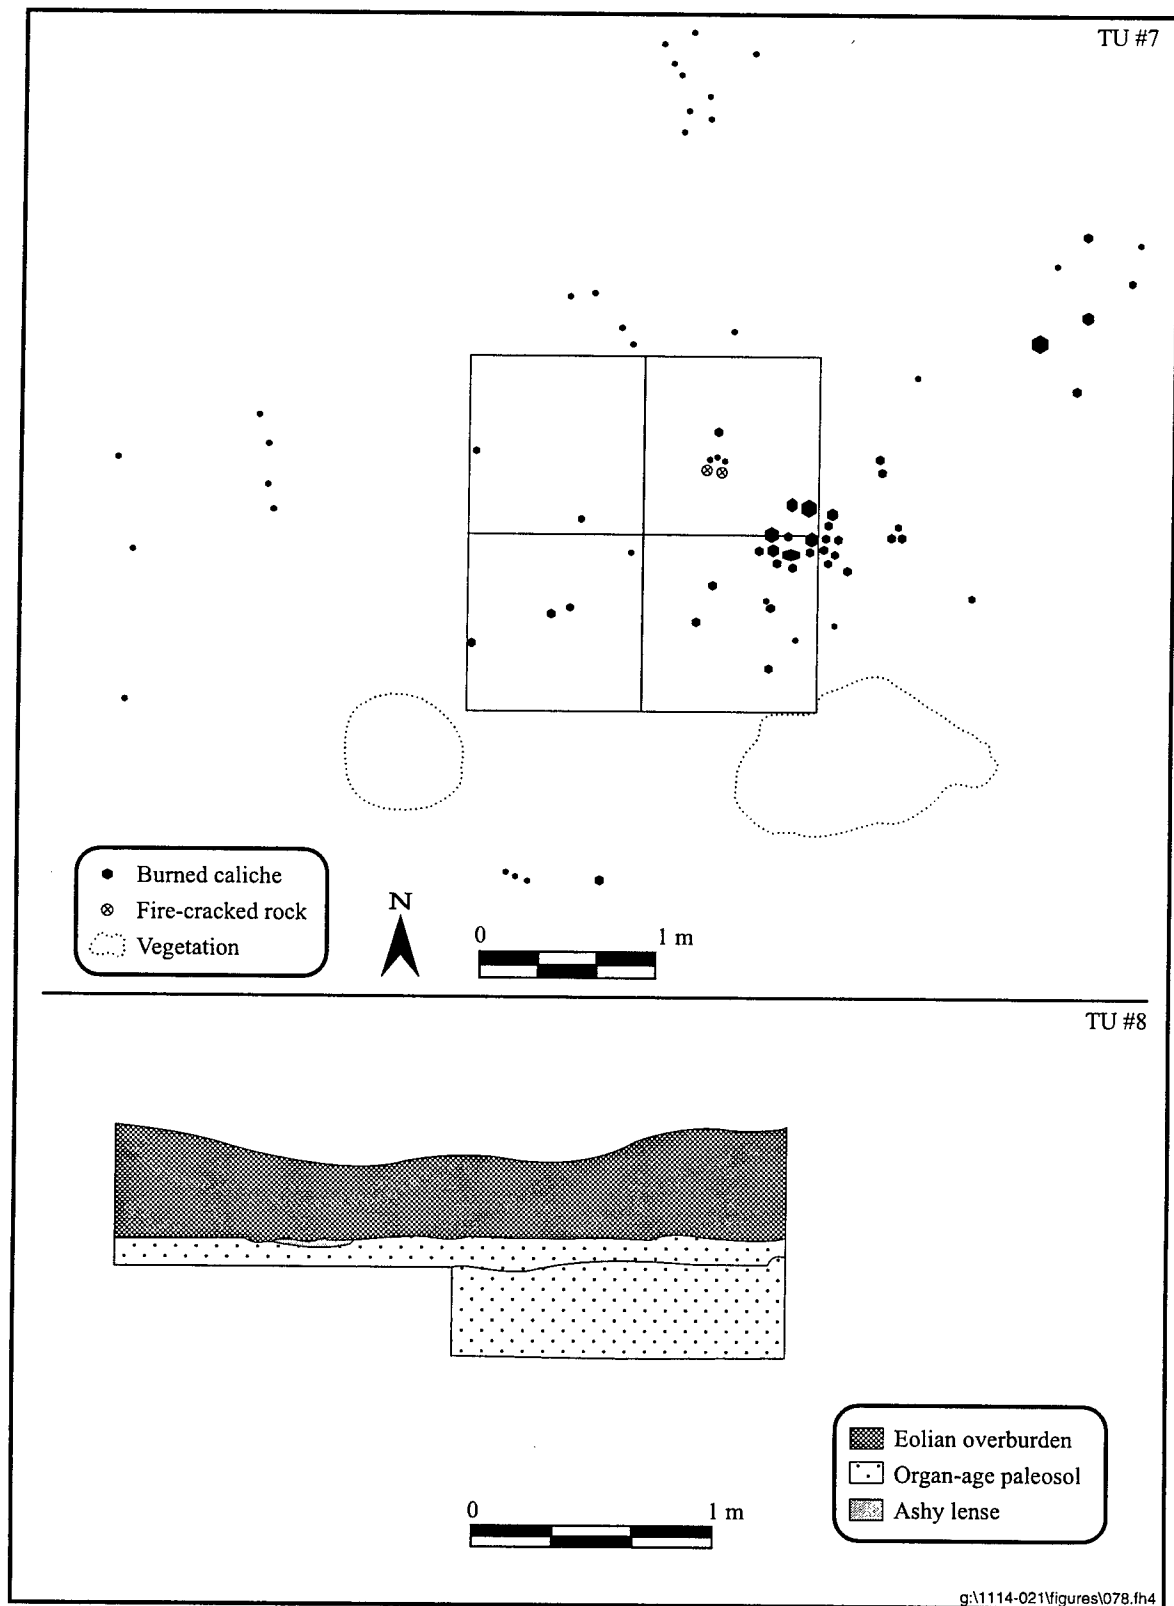 TU #7
Burned caliche
Fire-cracked rock
Vegetation
N
0 1 m
TU #8
Eolian overburden
Organ-age paleosol
Ashy lense
0 1 m
g:\1114-021\figures\078.fh4